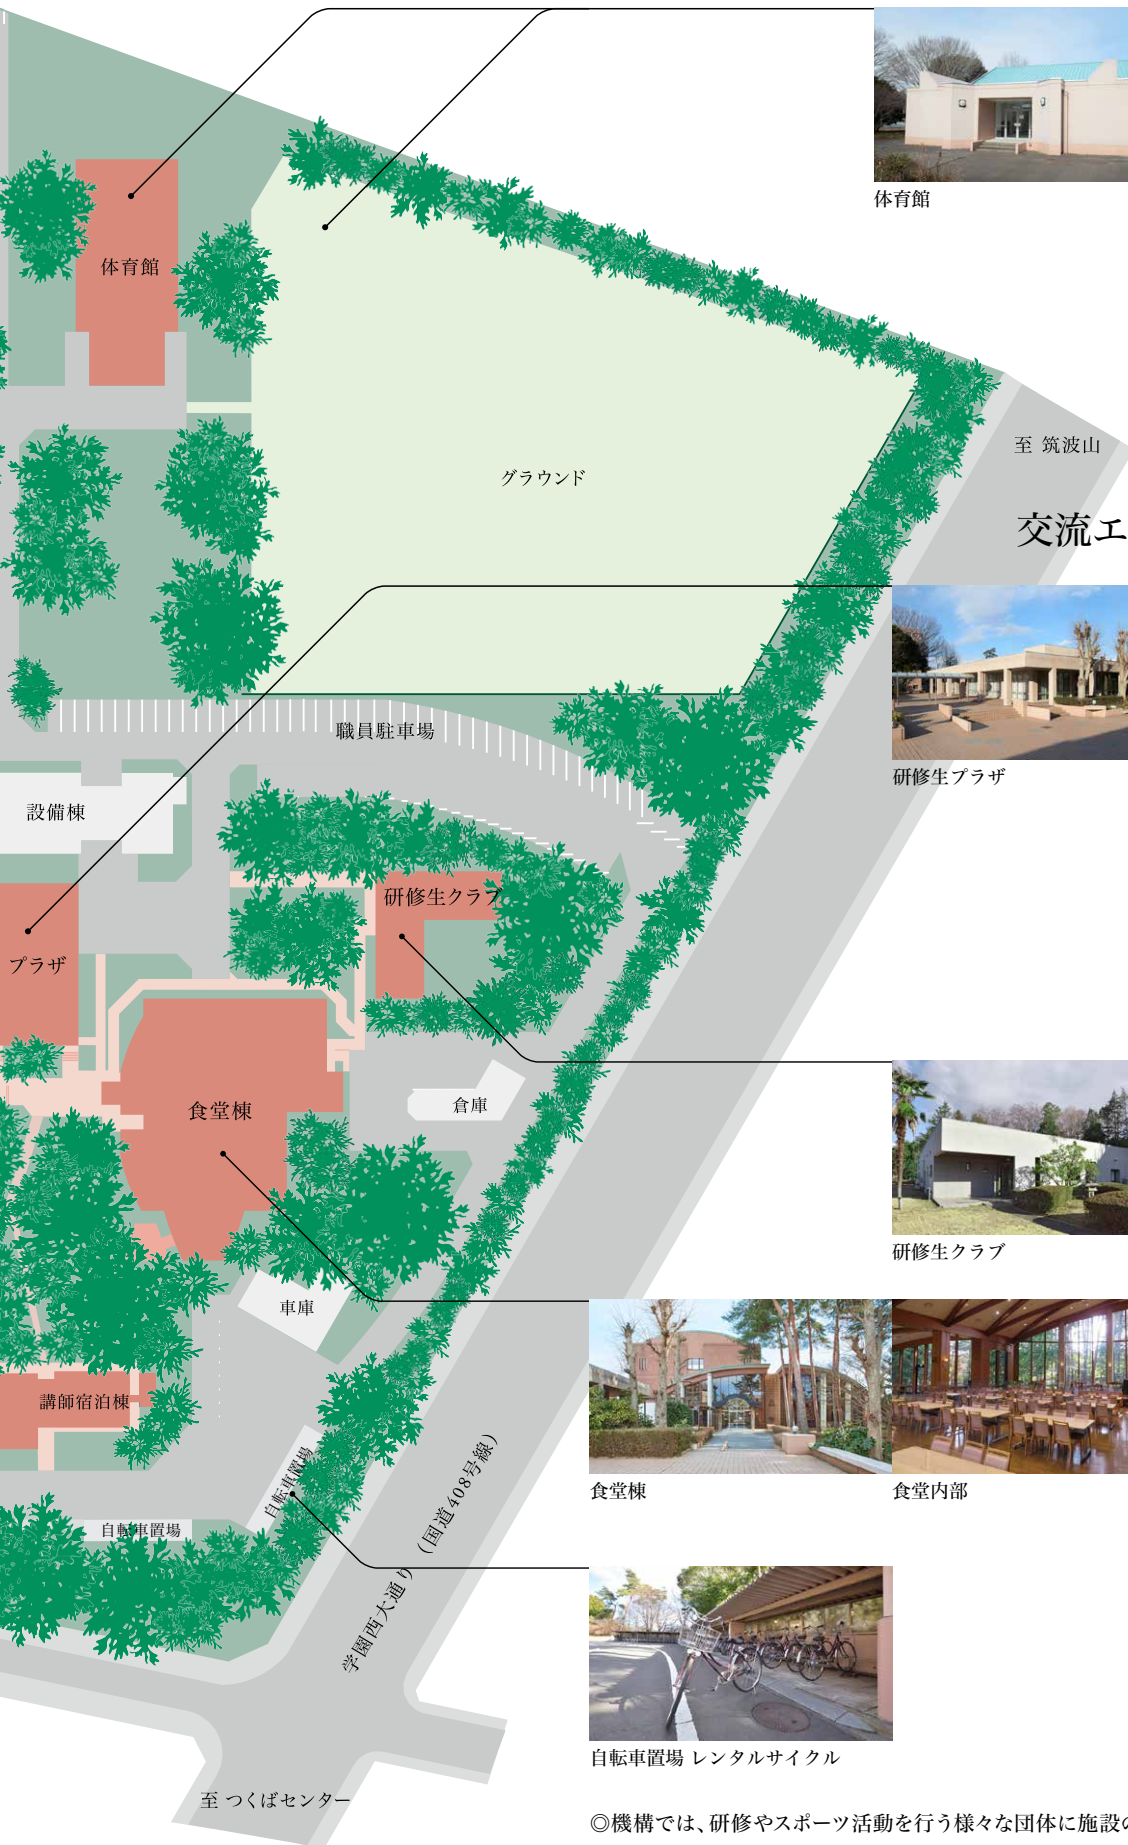 体育館
体育館
グラウンド
至 筑波山
交流エ
職員駐車場
研修生プラザ
設備棟
研修生クラブ
プラザ
食堂棟
倉庫
研修生クラブ
車庫
講師宿泊棟
食堂棟
食堂内部
自転車置場
自転車置場
学園西大通り (国道408号線)
自転車置場 レンタルサイクル
至 つくばセンター
◎機構では、研修やスポーツ活動を行う様々な団体に施設の